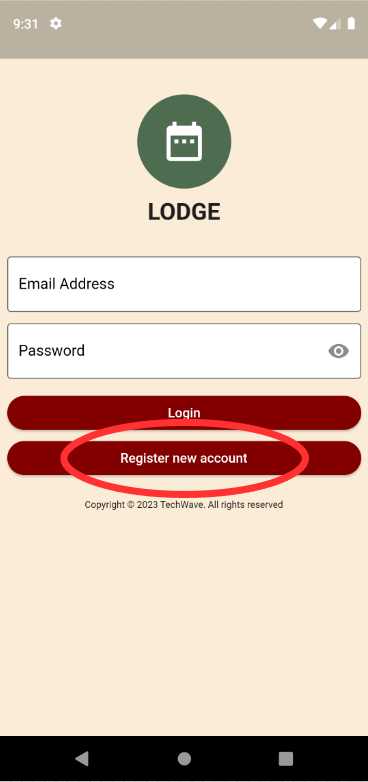 9:31
LODGE
Email Address
Password
Login
Register new account
Copyright © 2023 TechWave. All rights reserved